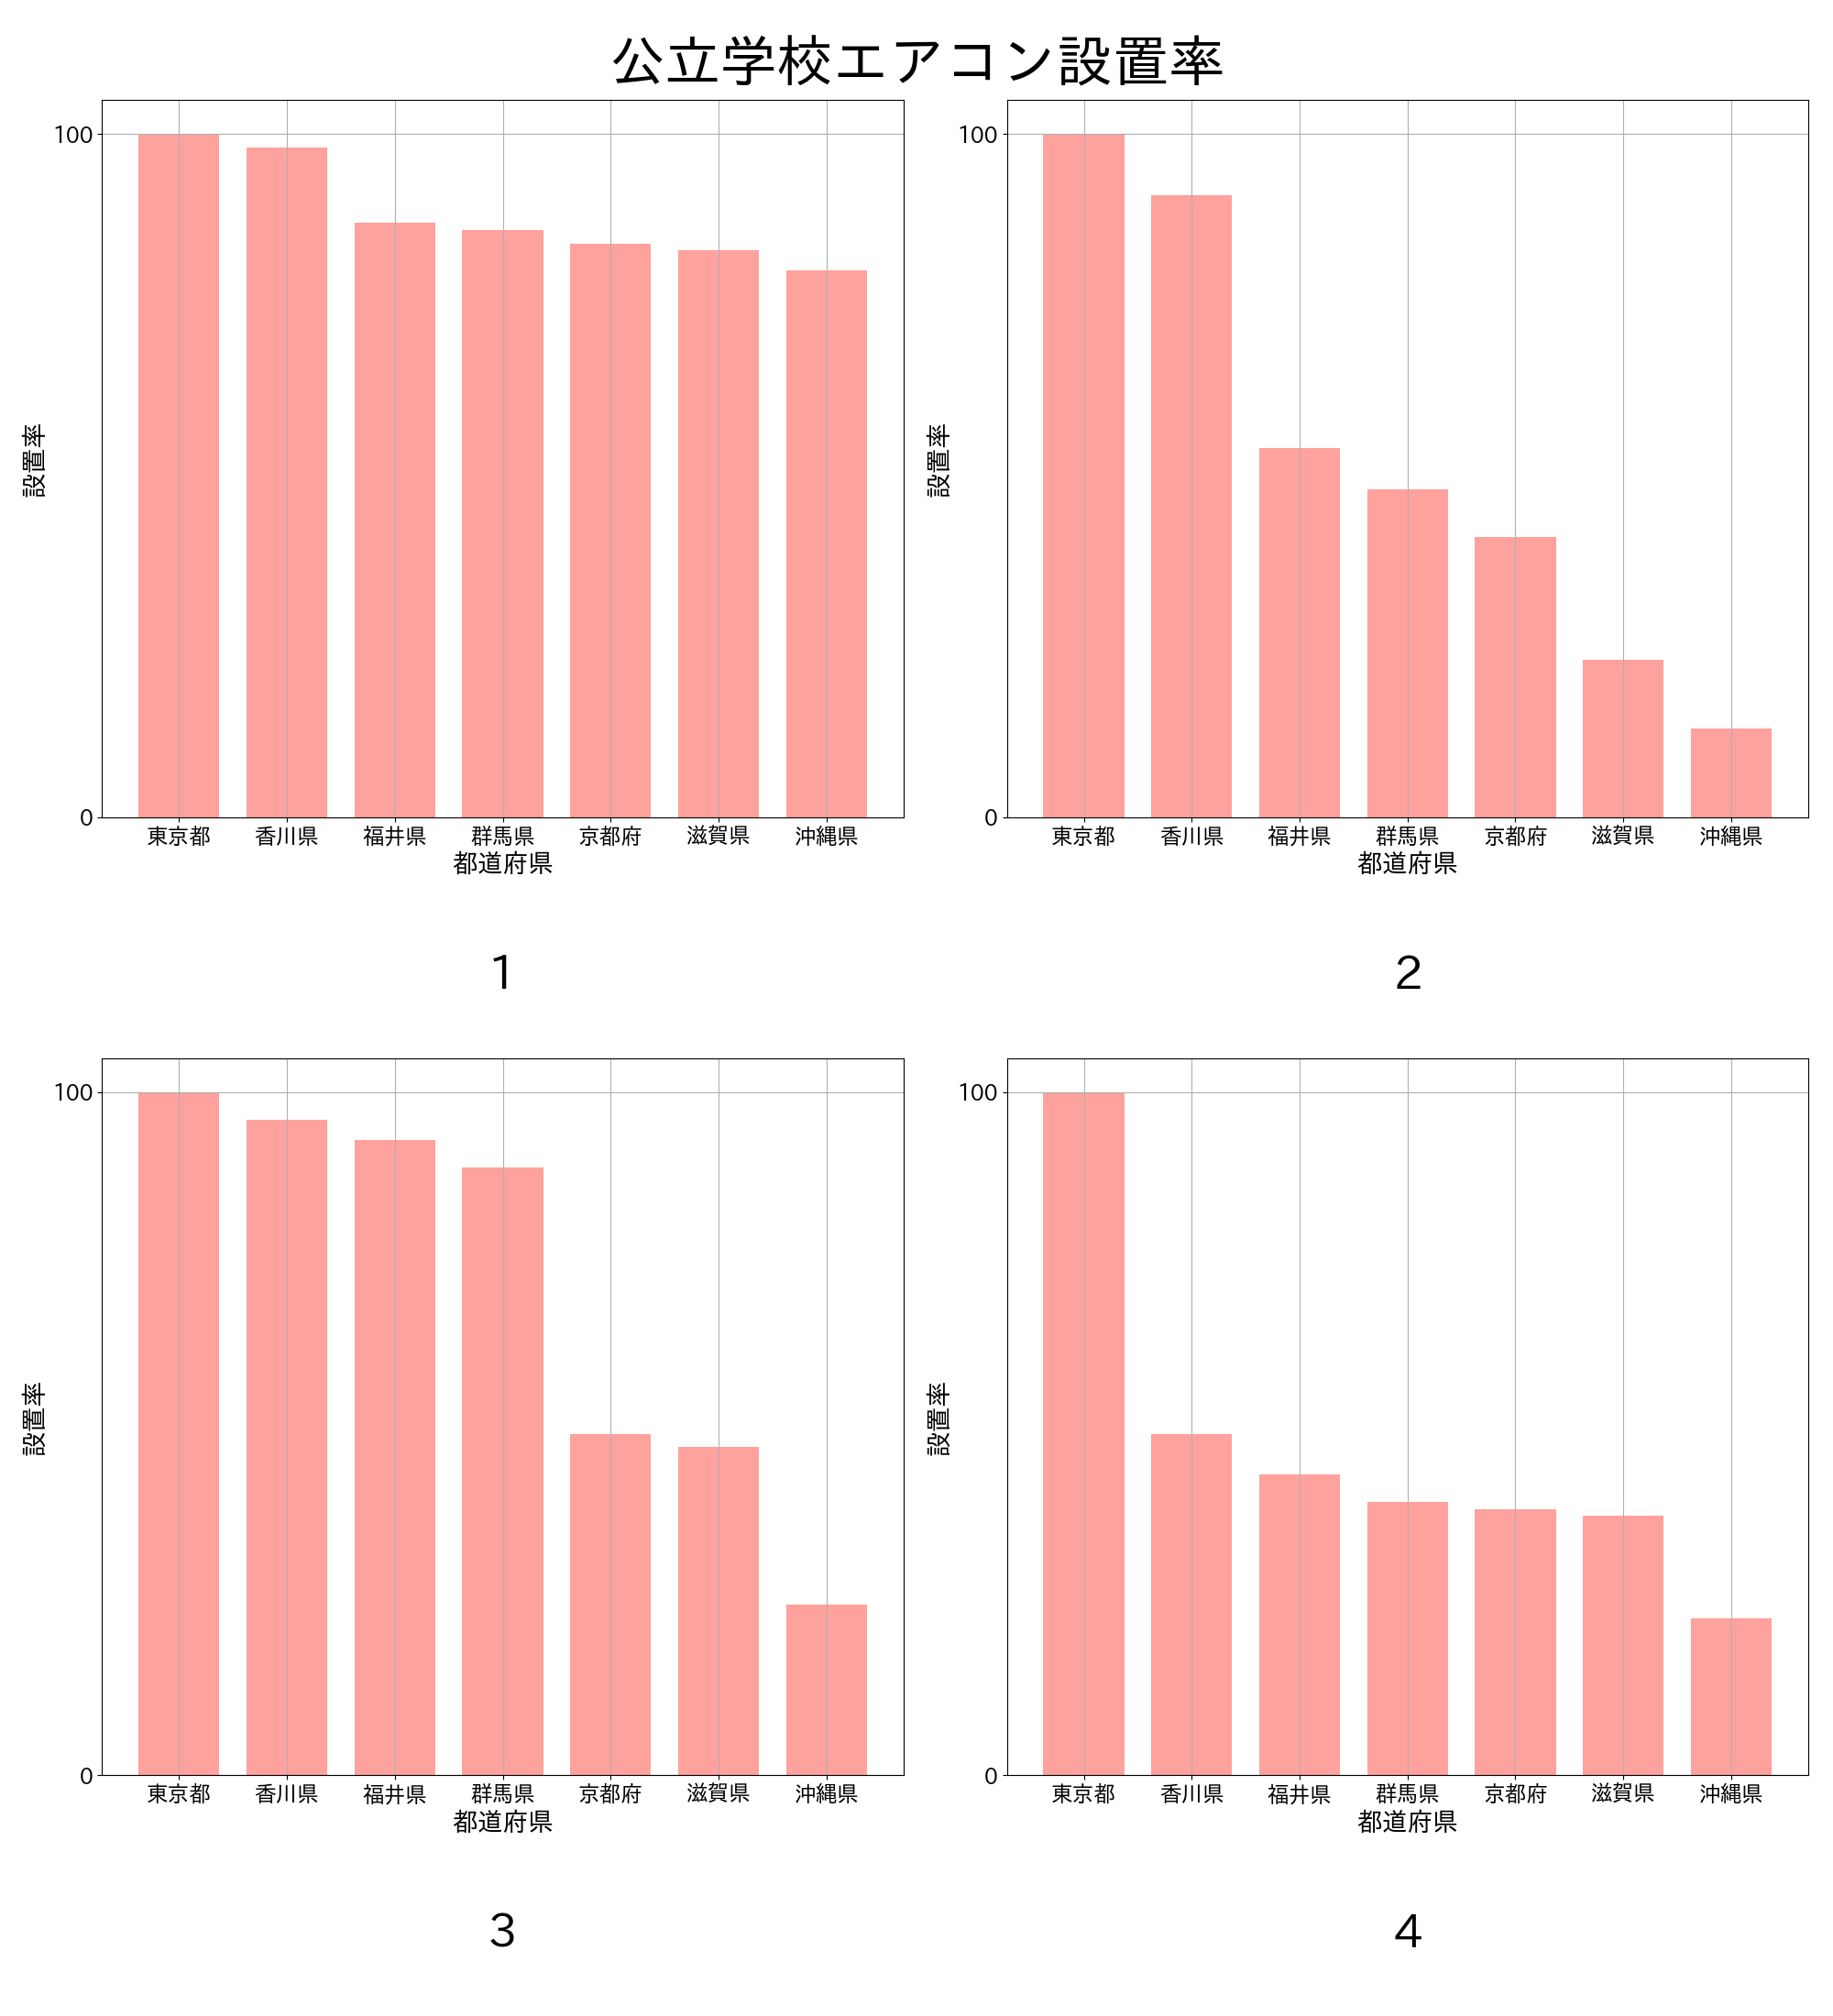 公立学校エアコン設置率
100
0
設置率
東京都 香川県 福井県 群馬県 京都府 滋賀県 沖縄県
都道府県
1
100
0
設置率
東京都 香川県 福井県 群馬県 京都府 滋賀県 沖縄県
都道府県
2
100
0
設置率
東京都 香川県 福井県 群馬県 京都府 滋賀県 沖縄県
都道府県
3
100
0
設置率
東京都 香川県 福井県 群馬県 京都府 滋賀県 沖縄県
都道府県
4